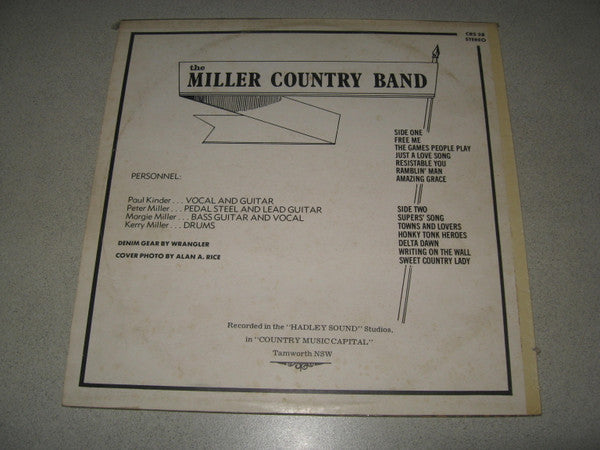 CRS 28
STEREO
the
MILLER COUNTRY BAND
SIDE ONE
FREE ME
THE GAMES PEOPLE PLAY
JUST A LOVE SONG
RESISTABLE YOU
RAMBLIN' MAN
AMAZING GRACE
PERSONNEL:
Paul Kinder . . . VOCAL AND GUITAR
Peter Miller . . . PEDAL STEEL AND LEAD GUITAR
Margie Miller . . . BASS GUITAR AND VOCAL
Kerry Miller . . . DRUMS
DENIM GEAR BY WRANGLER
COVER PHOTO BY ALAN A. RICE
SIDE TWO
SUPERS' SONG
TOWNS AND LOVERS
HONKY TONK HEROES
DELTA DAWN
WRITING ON THE WALL
SWEET COUNTRY LADY
Recorded in the "HADLEY SOUND" Studios,
in "COUNTRY MUSIC CAPITAL"
Tamworth NSW